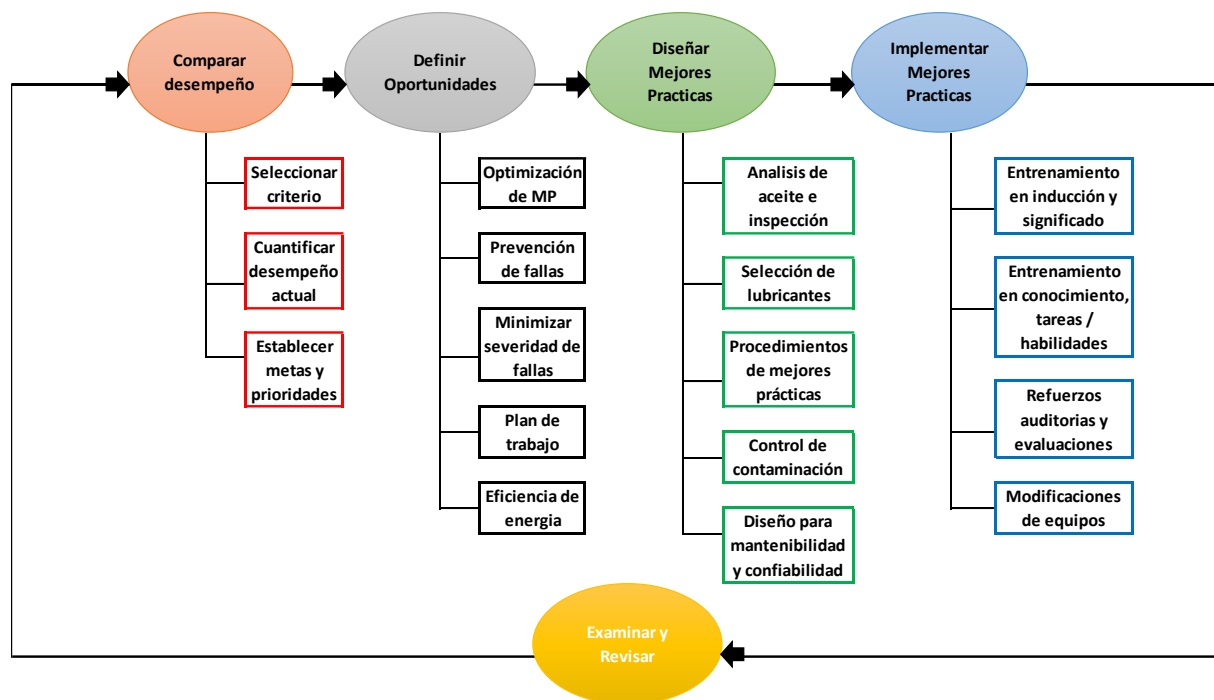 Comparar
desempeño
Definir
Oportunidades
Diseñar
Mejores
Practicas
Implementar
Mejores
Practicas
Seleccionar
criterio
Cuantificar
desempeño
actual
Establecer
metas y
prioridades
Optimización
de MP
Prevención
de fallas
Minimizar
severidad de
fallas
Plan de
trabajo
Eficiencia de
energia
Analisis de
aceite e
inspección
Selección de
lubricantes
Procedimientos
de mejores
prácticas
Control de
contaminación
Diseño para
mantenibilidad
y confiabilidad
Entrenamiento
en inducción y
significado
Entrenamiento
en conocimiento,
tareas /
habilidades
Refuerzos
auditorias y
evaluaciones
Modificaciones
de equipos
Examinar y
Revisar